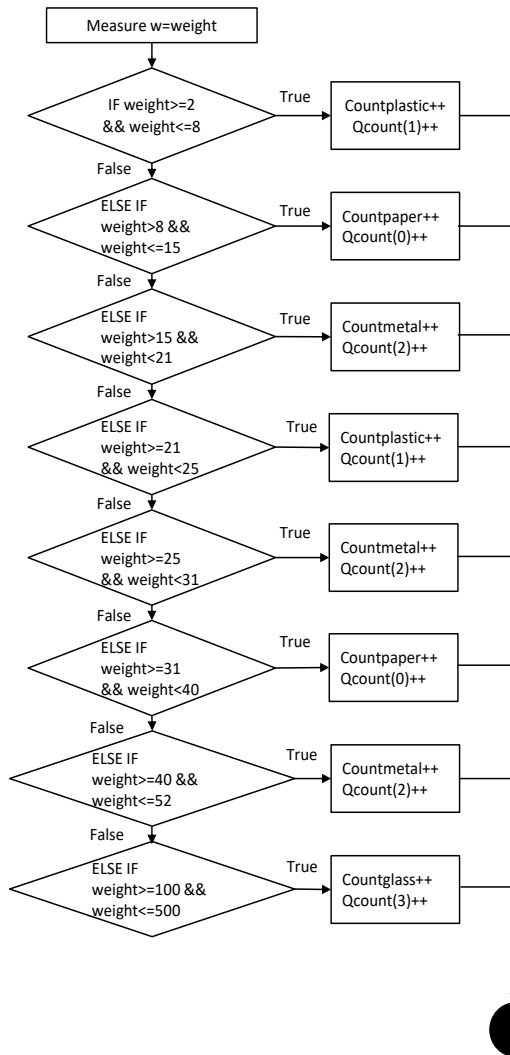 Measure w=weight
IF weight>=2
&& weight<=8
True
Countplastic++
Qcount(1)++
False
ELSE IF
weight>8 &&
weight<=15
True
Countpaper++
Qcount(0)++
False
ELSE IF
weight>15 &&
weight<21
True
Countmetal++
Qcount(2)++
False
ELSE IF
weight>=21
&& weight<25
True
Countplastic++
Qcount(1)++
False
ELSE IF
weight>=25
&& weight<31
True
Countmetal++
Qcount(2)++
False
ELSE IF
weight>=31
&& weight<40
True
Countpaper++
Qcount(0)++
False
ELSE IF
weight>=40 &&
weight<=52
True
Countmetal++
Qcount(2)++
False
ELSE IF
weight>=100 &&
weight<=500
True
Countglass++
Qcount(3)++